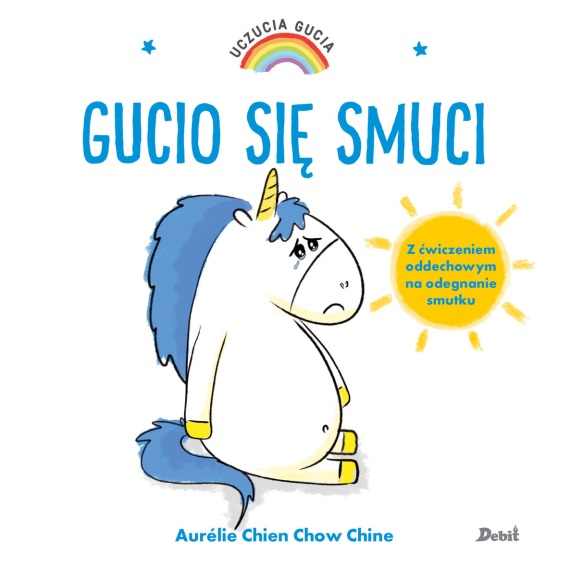 UCZUCIA GUCIA
GUCIO SIĘ SMUCI
Z ćwiczeniem
oddechowym
na odegnanie
smutku
Aurélie Chien Chow Chine
Debit